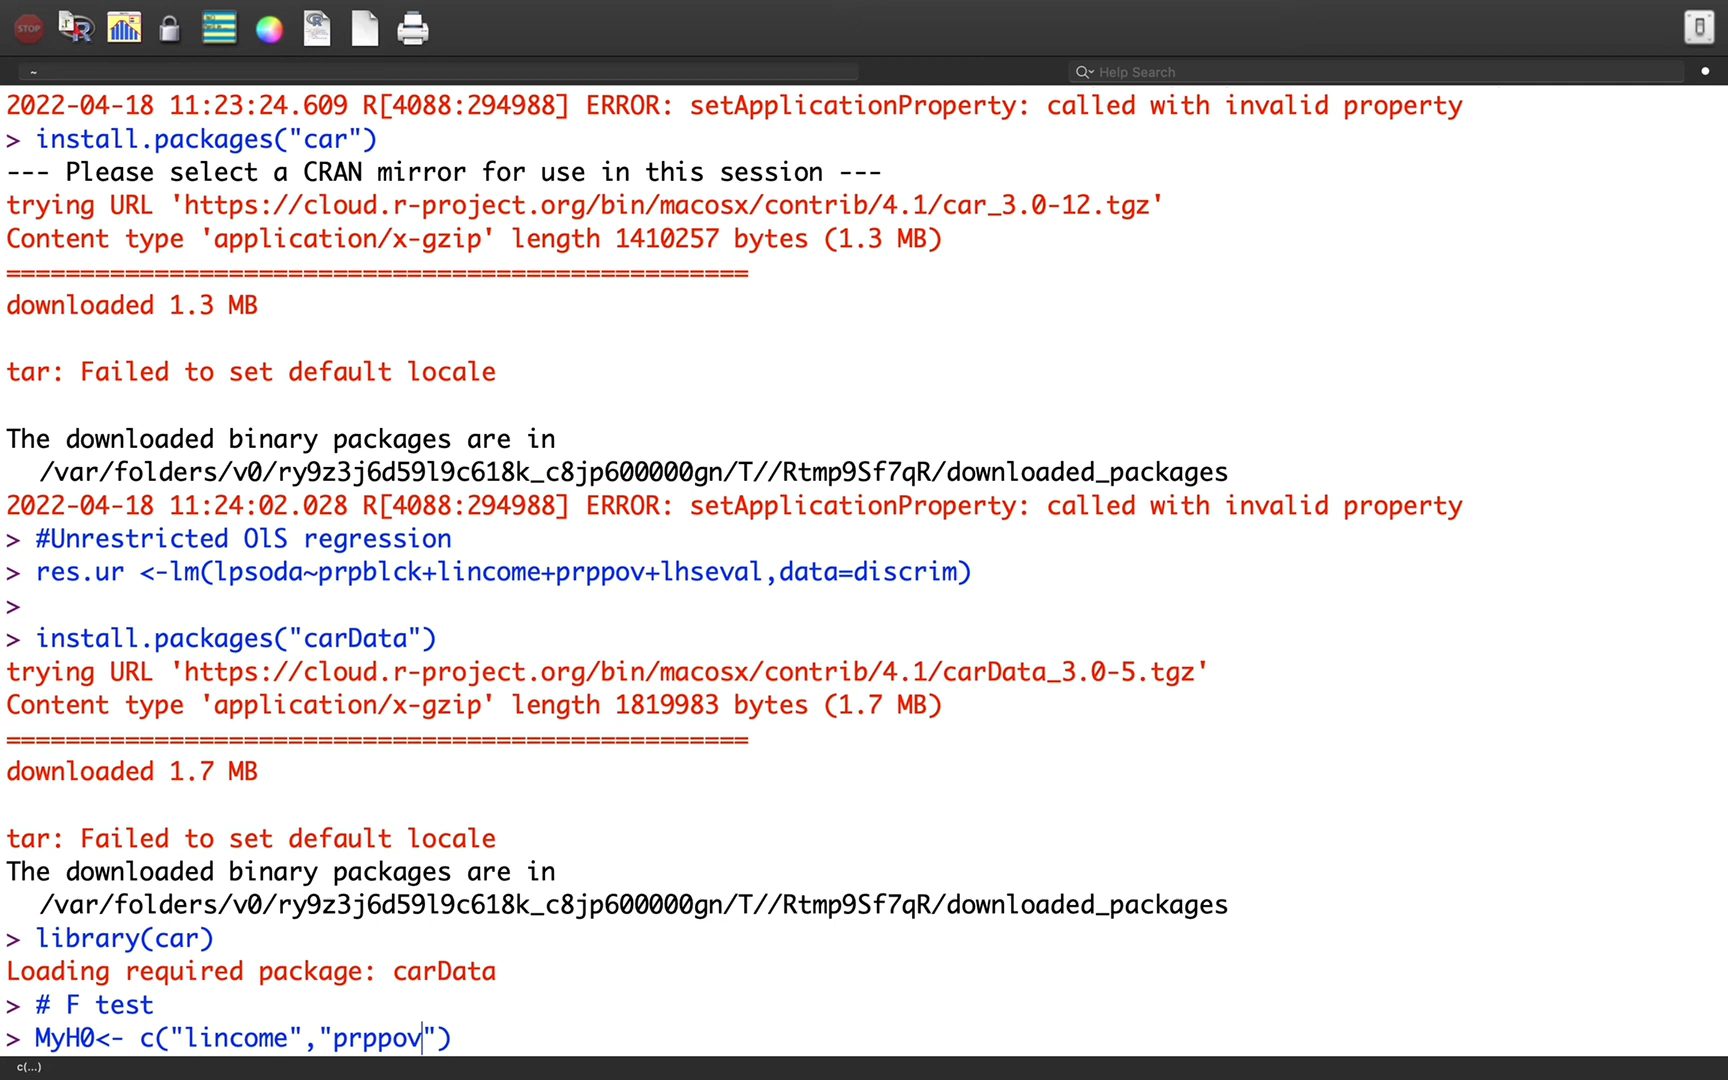 STOP
~
Help Search
2022-04-18 11:23:24.609 R[4088:294988] ERROR: setApplicationProperty: called with invalid property
> install.packages("car")
--- Please select a CRAN mirror for use in this session ---
trying URL 'https://cloud.r-project.org/bin/macosx/contrib/4.1/car_3.0-12.tgz'
Content type 'application/x-gzip' length 1410257 bytes (1.3 MB)
==================================================
downloaded 1.3 MB
tar: Failed to set default locale
The downloaded binary packages are in
/var/folders/v0/ry9z3j6d59l9c618k_c8jp600000gn/T//Rtmp9Sf7qR/downloaded_packages
2022-04-18 11:24:02.028 R[4088:294988] ERROR: setApplicationProperty: called with invalid property
> #Unrestricted OlS regression
> res.ur <-lm(lpsoda~prpblck+lincome+prppov+lhseval,data=discrim)
>
> install.packages("carData")
trying URL 'https://cloud.r-project.org/bin/macosx/contrib/4.1/carData_3.0-5.tgz'
Content type 'application/x-gzip' length 1819983 bytes (1.7 MB)
==================================================
downloaded 1.7 MB
tar: Failed to set default locale
The downloaded binary packages are in
/var/folders/v0/ry9z3j6d59l9c618k_c8jp600000gn/T//Rtmp9Sf7qR/downloaded_packages
> library(car)
Loading required package: carData
> # F test
> MyH0<- c("lincome","prppov")
c(...)